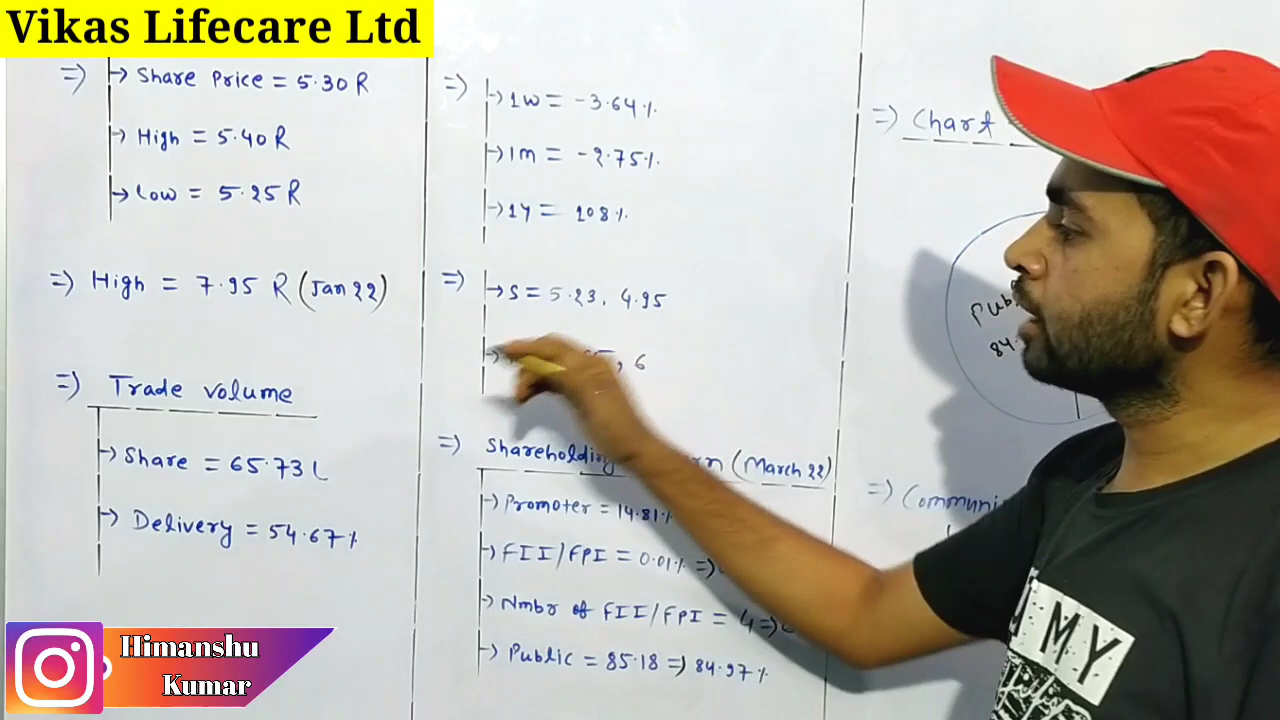 Vikas Lifecare Ltd
=) -) Share Price = 5.30 R
-) High = 5.40 R
-) Low = 5.25 R
=) High = 7.95 R (Jan 22)
=) Trade volume
-) Share = 65.73 L
-) Delivery = 54.67%
=) -) 1W = -3.64%.
-) 1m = -2.75%.
-) 1Y = 108%.
=) -) S = 5.23, 4.95
, 6
=) Shareholding (March 22)
-) Promoter = 14.81%
-) FII/FPI = 0.01% =)
-) Nmbr of FII/FPI = 4 =)
-) Public = 85.18 =) 84.97%
=) Chart
84.
=)
MY
Himanshu
Kumar